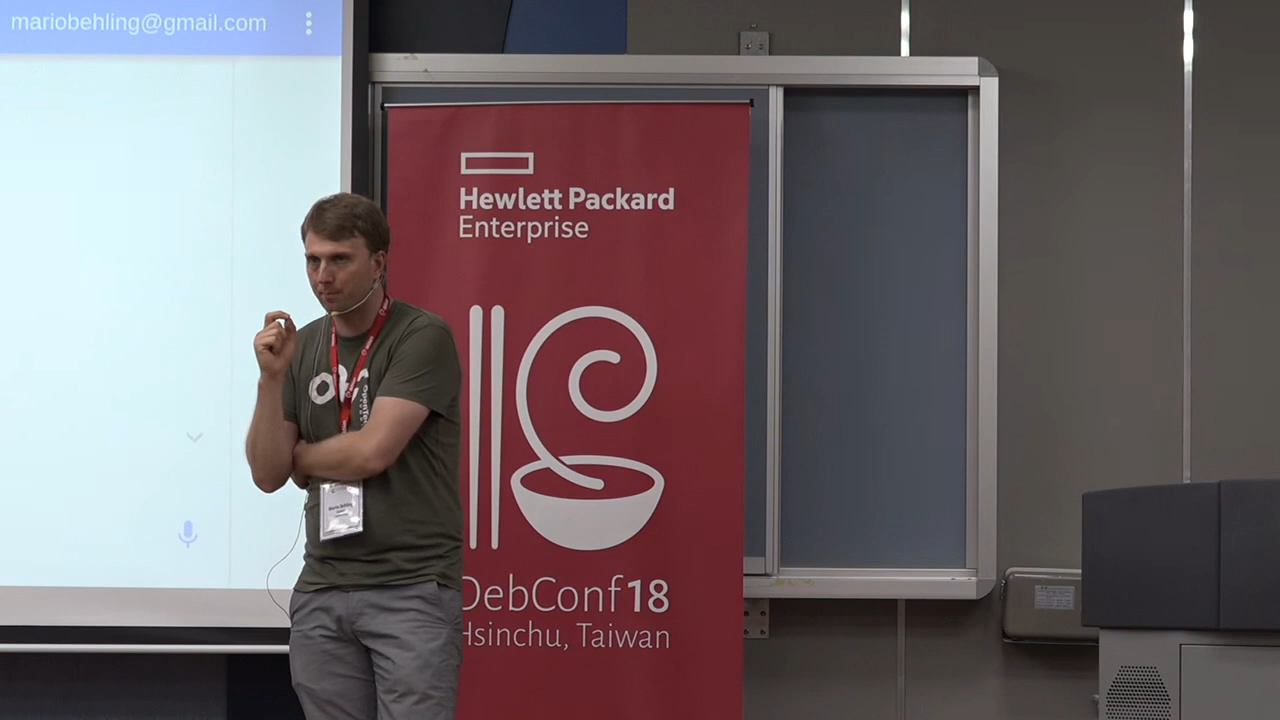 mariobehling@gmail.com
Hewlett Packard
Enterprise
DebConf18
Hsinchu, Taiwan